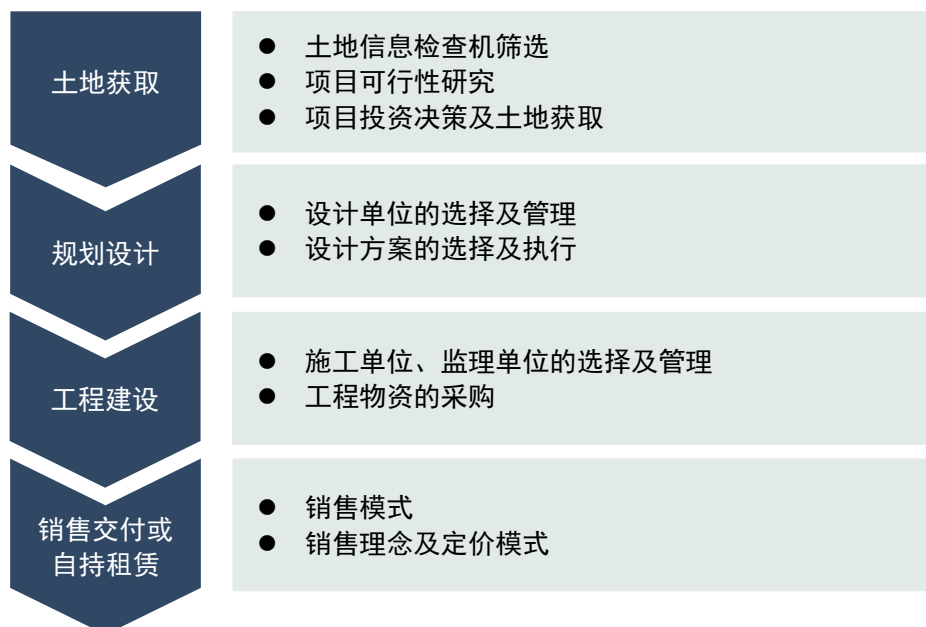 土地获取
土地信息检查机筛选
项目可行性研究
项目投资决策及土地获取
规划设计
设计单位的选择及管理
设计方案的选择及执行
工程建设
施工单位、监理单位的选择及管理
工程物资的采购
销售交付或
自持租赁
销售模式
销售理念及定价模式